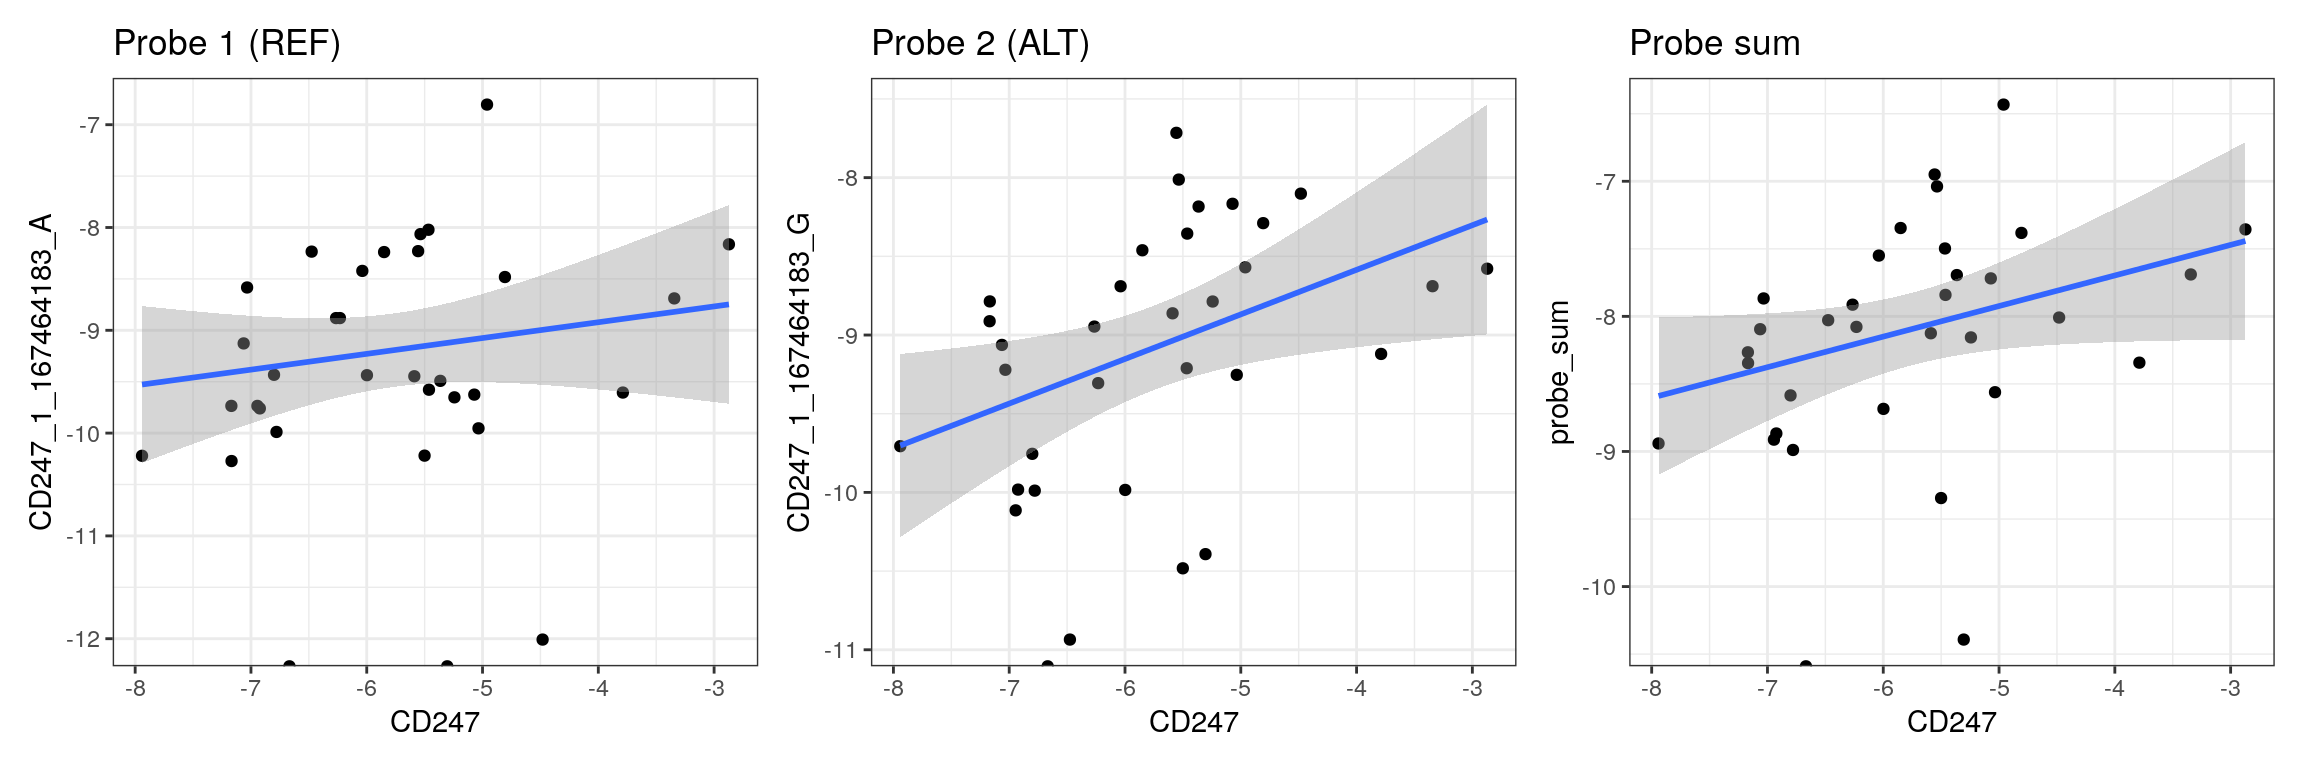 Probe 1 (REF)
CD247_1_167464183_A
-7
-8
-9
-10
-11
-12
-8 -7 -6 -5 -4 -3
CD247
Probe 2 (ALT)
CD247_1_167464183_G
-8
-9
-10
-11
-8 -7 -6 -5 -4 -3
CD247
Probe sum
probe_sum
-7
-8
-9
-10
-8 -7 -6 -5 -4 -3
CD247